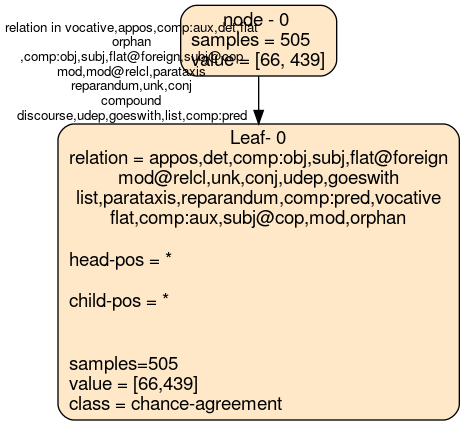 relation in vocative,appos,comp:aux,det,flat
orphan
,comp:obj,subj,flat@foreign,subj@cop
mod,mod@relcl,parataxis
reparandum,unk,conj
compound
discourse,udep,goeswith,list,comp:pred
node - 0
samples = 505
value = [66, 439]
Leaf- 0
relation = appos,det,comp:obj,subj,flat@foreign
mod@relcl,unk,conj,udep,goeswith
list,parataxis,reparandum,comp:pred,vocative
flat,comp:aux,subj@cop,mod,orphan
head-pos = *
child-pos = *
samples=505
value = [66,439]
class = chance-agreement